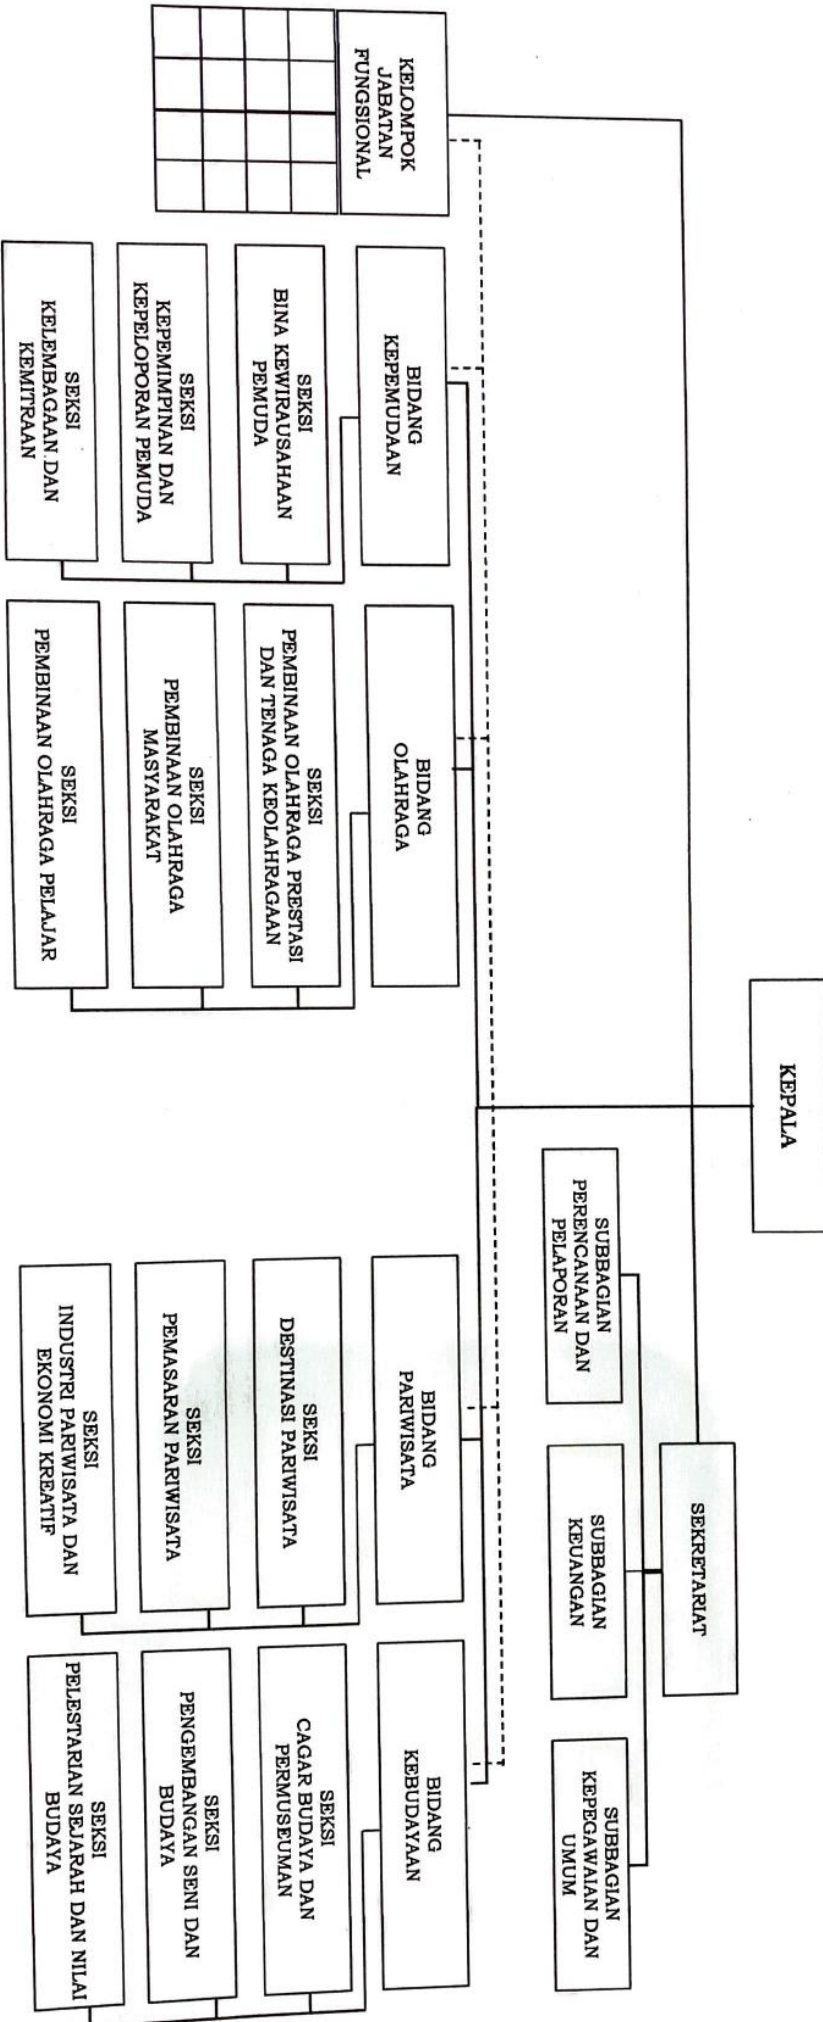 KEPALA
SEKRETARIAT
SUBBAGIAN
PERENCANAAN DAN
PELAPORAN
SUBBAGIAN
KEUANGAN
SUBBAGIAN
KEPEGAWAIAN DAN
UMUM
KELOMPOK
JABATAN
FUNGSIONAL
BIDANG
KEPEMUDAAN
SEKSI
BINA KEWIRAUSAHAAN
PEMUDA
SEKSI
KEPEMIMPINAN DAN
KEPELOPORAN PEMUDA
SEKSI
KELEMBAGAAN DAN
KEMITRAAN
BIDANG
OLAHRAGA
SEKSI
PEMBINAAN OLAHRAGA PRESTASI
DAN TENAGA KEOLAHRAGAAN
SEKSI
PEMBINAAN OLAHRAGA
MASYARAKAT
SEKSI
PEMBINAAN OLAHRAGA PELAJAR
BIDANG
PARIWISATA
SEKSI
DESTINASI PARIWISATA
SEKSI
PEMASARAN PARIWISATA
SEKSI
INDUSTRI PARIWISATA DAN
EKONOMI KREATIF
BIDANG
KEBUDAYAAN
SEKSI
CAGAR BUDAYA DAN
PERMUSEUMAN
SEKSI
PENGEMBANGAN SENI DAN
BUDAYA
SEKSI
PELESTARIAN SEJARAH DAN NILAI
BUDAYA